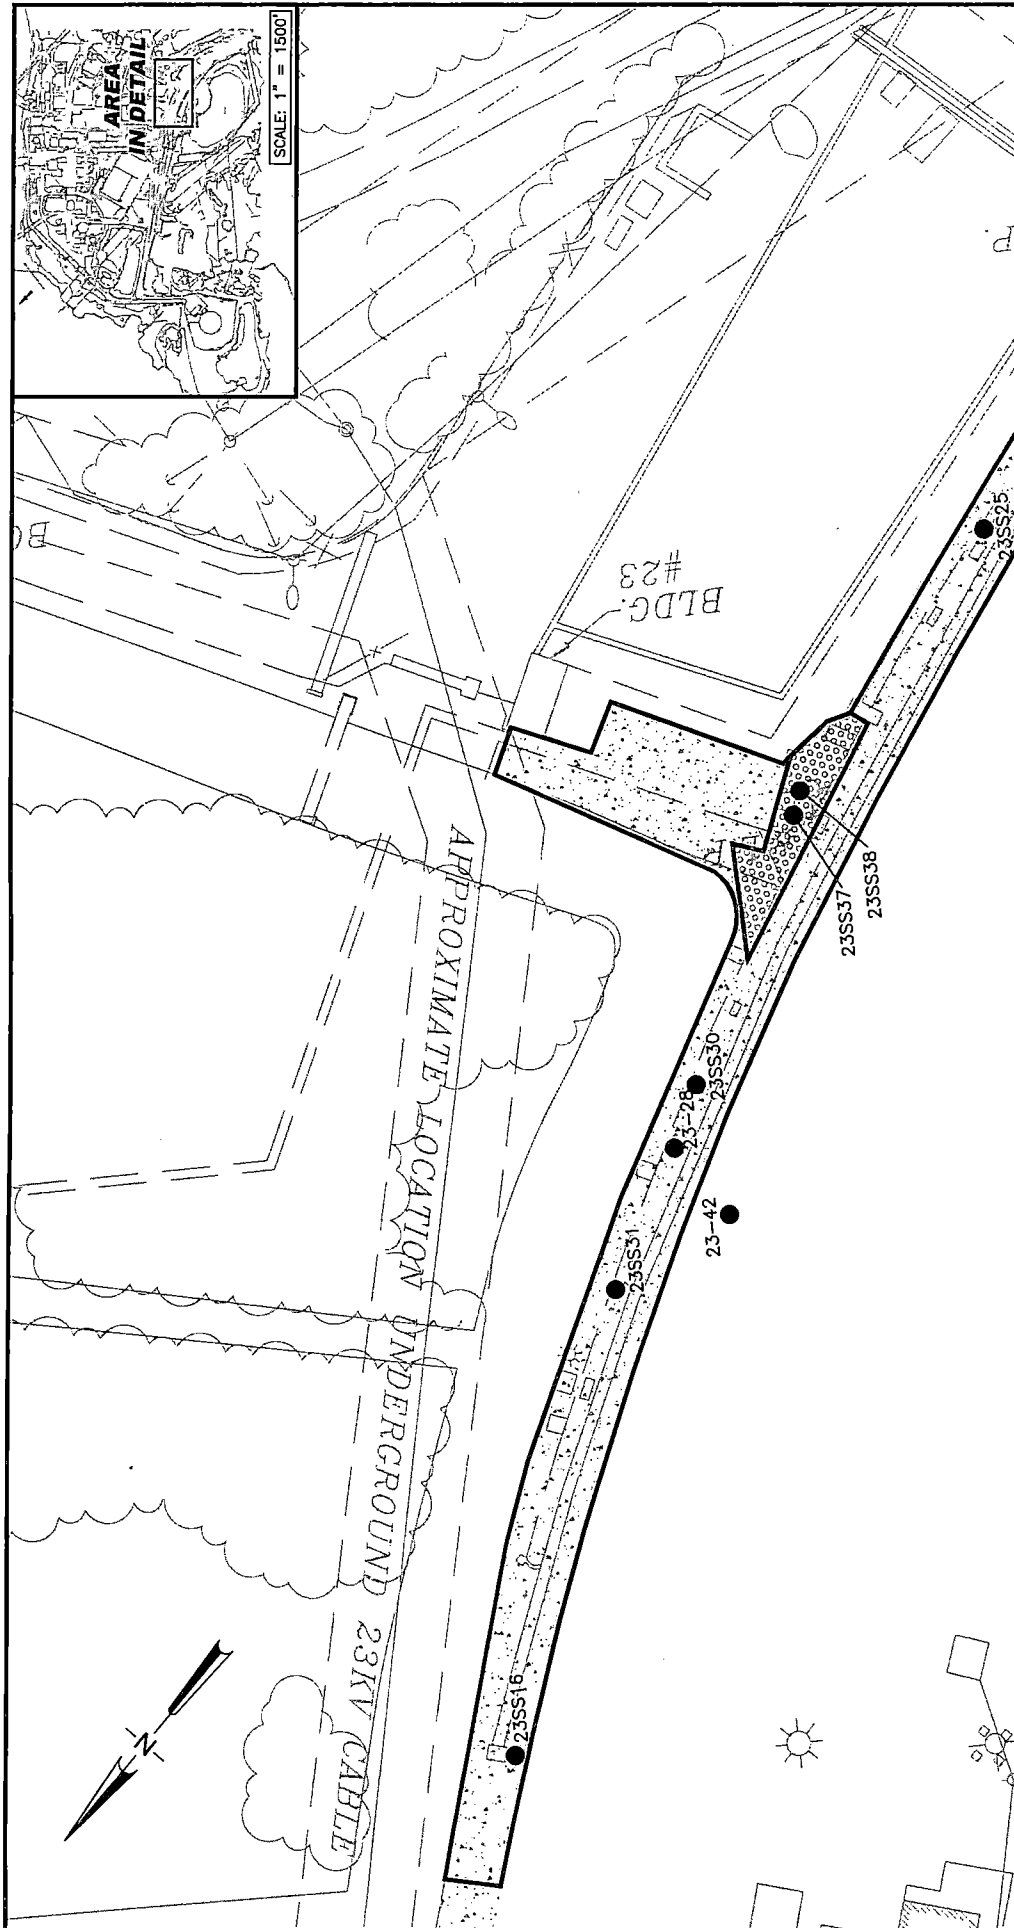 AREA
IN DETAIL
SCALE: 1" = 1500'
BLDG.
#23
23SS25
23SS38
23SS37
APPROXIMATE LOCATION UNDERGROUND 23KV CABLE
23SS30
23-28
23-42
23SS31
23SS16
N
P.